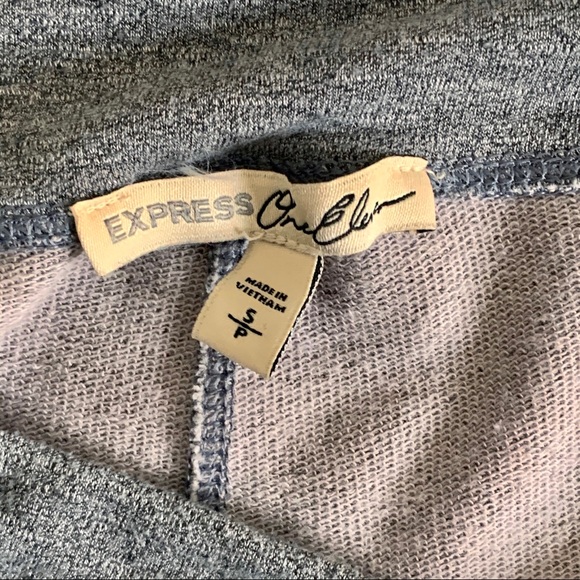 EXPRESS One Eleven
MADE IN
VIETNAM
S
P